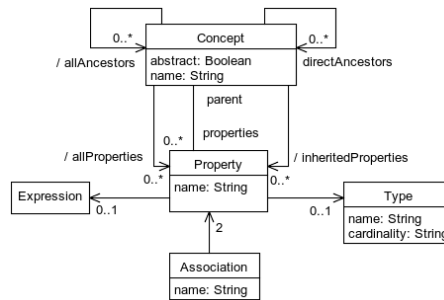 Concept
0..*
0..*
/ allAncestors
abstract: Boolean
directAncestors
name: String
parent
0..*
properties
/ allProperties
/ inheritedProperties
Property
0..*
0..*
Expression
name: String
Type
0..1
0..1
name: String
cardinality: String
2
Association
name: String